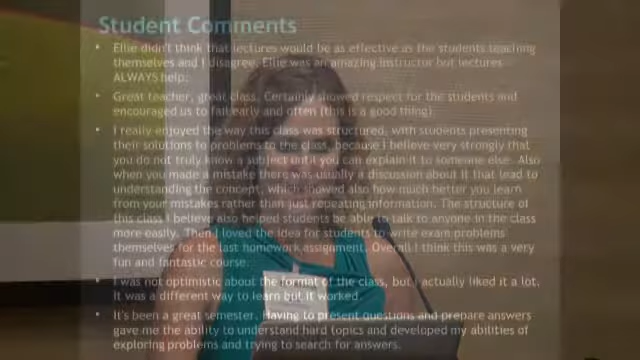 Student Comments
Ellie didn't think that lectures would be as effective as the students teaching
themselves and I disagree. Ellie was an amazing instructor but lectures
ALWAYS help.
Great teacher, great class. Certainly showed respect for the students and
encouraged us to fail early and often (this is a good thing)
I really enjoyed the way this class was structured, with students presenting
their solutions to problems to the class, because I believe very strongly that
you do not truly know a subject until you can explain it to someone else. Also
when you made a mistake there was usually a discussion about it that lead to
understanding the concept, which showed also how much better you learn
from your mistakes rather than just repeating information. The structure of
this class I believe also helped students be able to talk to anyone in the class
more easily. Then I loved the idea for students to write exam problems
themselves for the last homework assignment. Overall I think this was a very
fun and fantastic course.
I was not optimistic about the format of the class, but I actually liked it a lot.
It was a different way to learn but it worked.
It's been a great semester. Having to present questions and prepare answers
gave me the ability to understand hard topics and developed my abilities of
exploring problems and trying to search for answers.